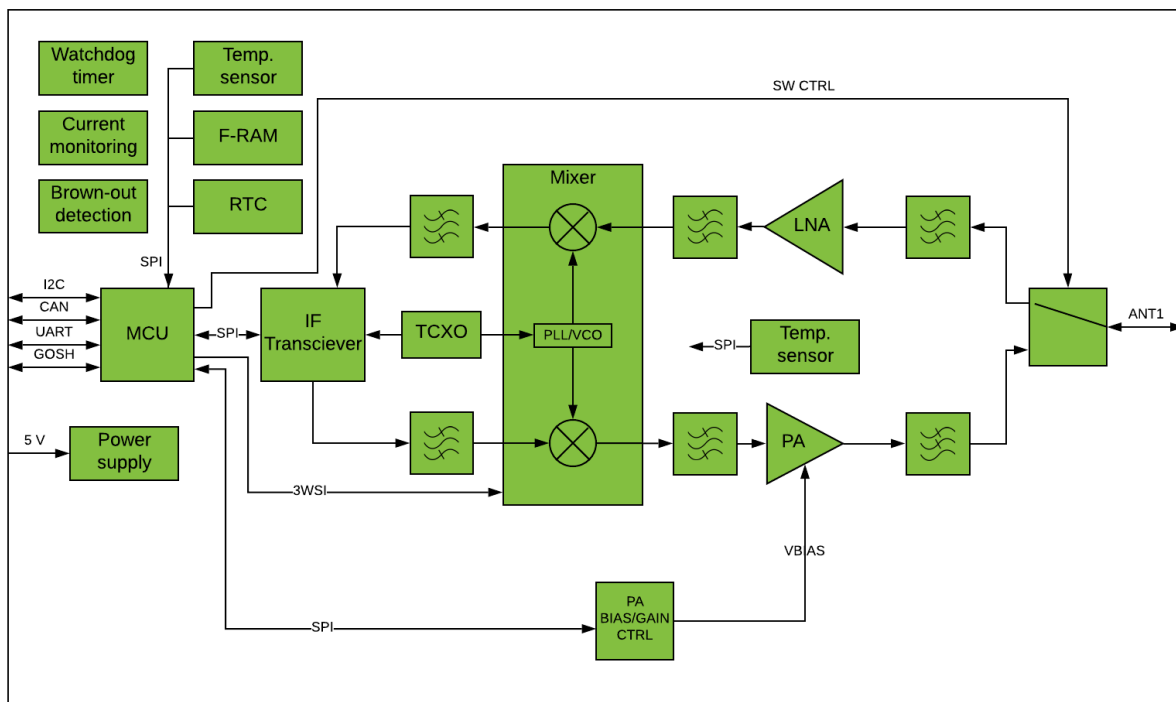 Watchdog
timer
Temp.
sensor
SW CTRL
Current
monitoring
F-RAM
Mixer
Brown-out
detection
RTC
LNA
SPI
I2C
CAN
UART
GOSH
MCU
SPI
IF
Transciever
TCXO
PLL/VCO
SPI
Temp.
sensor
ANT1
5 V
Power
supply
PA
3WSI
VBIAS
PA
BIAS/GAIN
CTRL
SPI